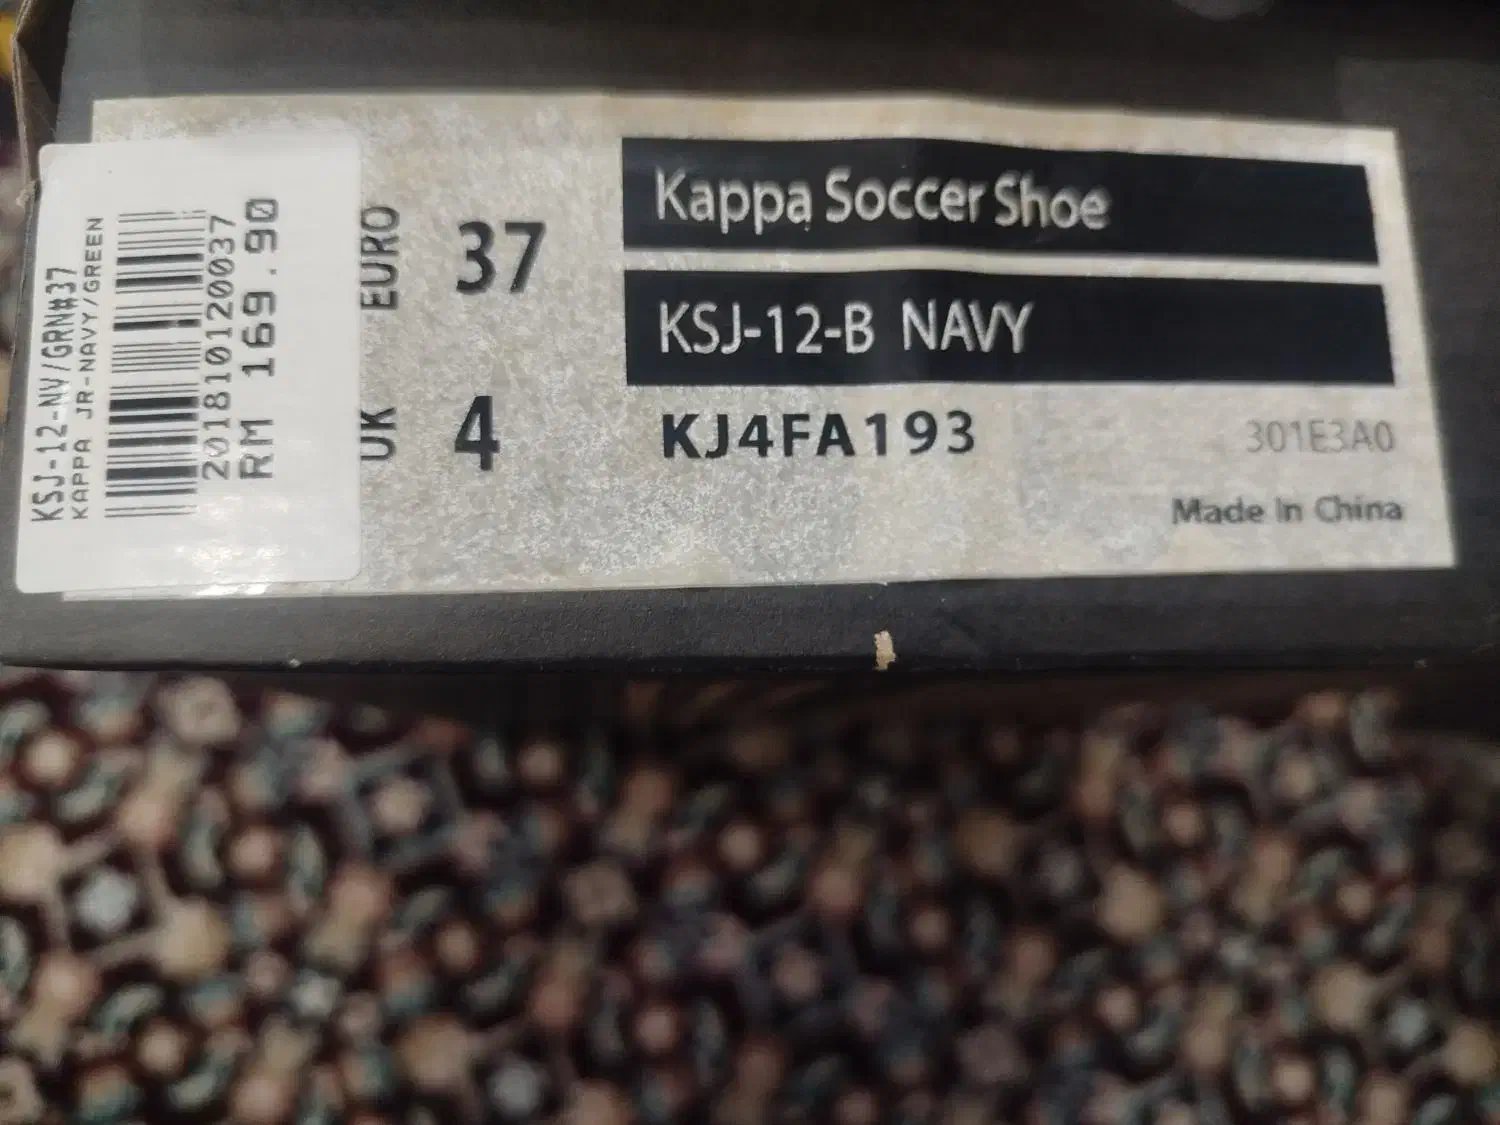 KSJ-12-NV/GRN#37
KAPPA JR-NAVY/GREEN
2018101120037
RM 169.90
EURO 37
UK 4
Kappa Soccer Shoe
KSJ-12-B NAVY
KJ4FA193
301E3A0
Made In China